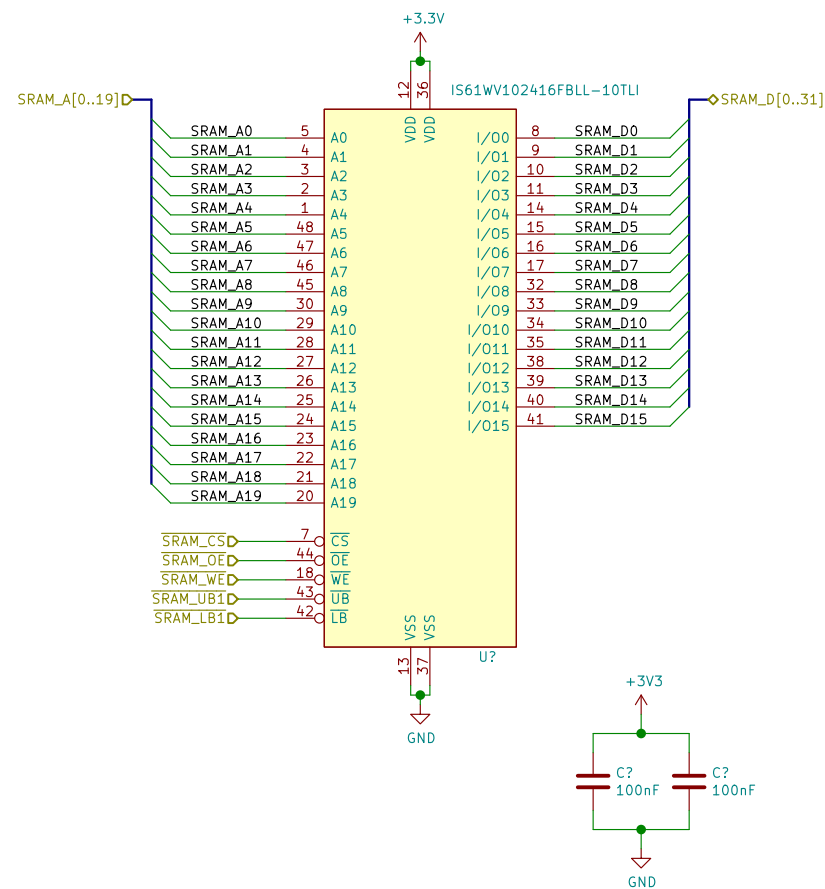 +3.3V
IS61WV102416FBLL-10TLI
SRAM_A[0..19]
SRAM_D[0..31]
12 36
VDD VDD
SRAM_A0 5 A0 I/O0 8 SRAM_D0
SRAM_A1 4 A1 I/O1 9 SRAM_D1
SRAM_A2 3 A2 I/O2 10 SRAM_D2
SRAM_A3 2 A3 I/O3 11 SRAM_D3
SRAM_A4 1 A4 I/O4 14 SRAM_D4
SRAM_A5 48 A5 I/O5 15 SRAM_D5
SRAM_A6 47 A6 I/O6 16 SRAM_D6
SRAM_A7 46 A7 I/O7 17 SRAM_D7
SRAM_A8 45 A8 I/O8 32 SRAM_D8
SRAM_A9 30 A9 I/O9 33 SRAM_D9
SRAM_A10 29 A10 I/O10 34 SRAM_D10
SRAM_A11 28 A11 I/O11 35 SRAM_D11
SRAM_A12 27 A12 I/O12 38 SRAM_D12
SRAM_A13 26 A13 I/O13 39 SRAM_D13
SRAM_A14 25 A14 I/O14 40 SRAM_D14
SRAM_A15 24 A15 I/O15 41 SRAM_D15
SRAM_A16 23 A16
SRAM_A17 22 A17
SRAM_A18 21 A18
SRAM_A19 20 A19
SRAM_CS 7 CS
SRAM_OE 44 OE
SRAM_WE 18 WE
SRAM_UB1 43 UB
SRAM_LB1 42 LB
VSS VSS
13 37
U?
GND
+3V3
C? C?
100nF 100nF
GND